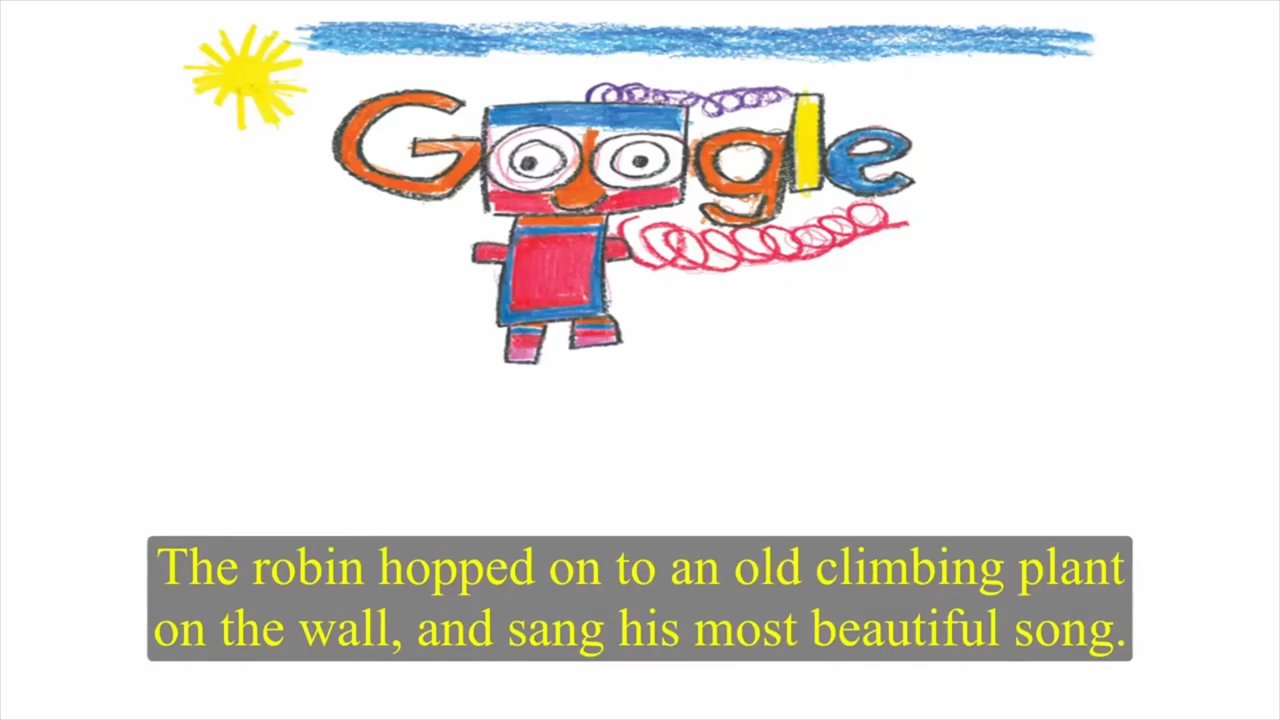 Google
The robin hopped on to an old climbing plant
on the wall, and sang his most beautiful song.